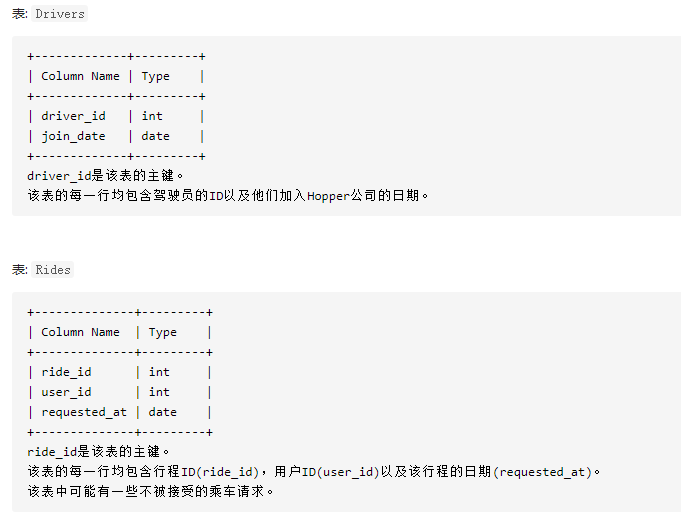 表: Drivers
+-------------+---------+
| Column Name | Type    |
+-------------+---------+
| driver_id   | int     |
| join_date   | date    |
+-------------+---------+
driver_id是该表的主键。
该表的每一行均包含驾驶员的ID以及他们加入Hopper公司的日期。
表: Rides
+--------------+---------+
| Column Name  | Type    |
+--------------+---------+
| ride_id      | int     |
| user_id      | int     |
| requested_at | date    |
+--------------+---------+
ride_id是该表的主键。
该表的每一行均包含行程ID(ride_id)，用户ID(user_id)以及该行程的日期(requested_at)。
该表中可能有一些不被接受的乘车请求。